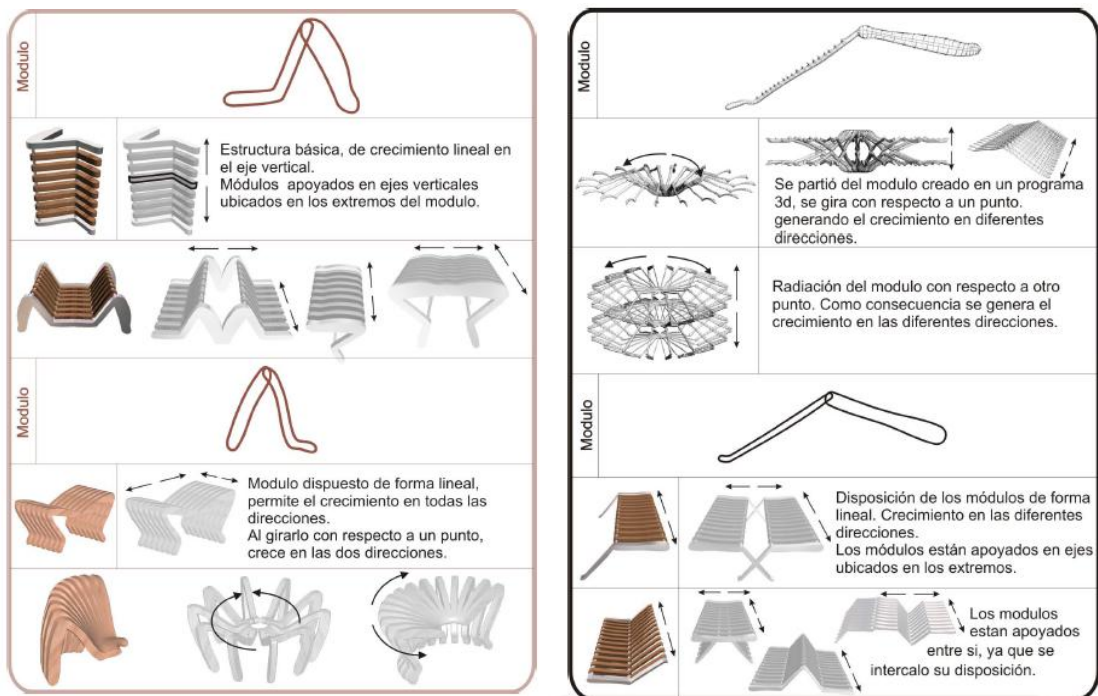 Modulo
Estructura básica, de crecimiento lineal en
el eje vertical.
Módulos apoyados en ejes verticales
ubicados en los extremos del modulo.
Modulo
Modulo dispuesto de forma lineal,
permite el crecimiento en todas las
direcciones.
Al girarlo con respecto a un punto,
crece en las dos direcciones.
Modulo
Se partió del modulo creado en un programa
3d, se gira con respecto a un punto.
generando el crecimiento en diferentes
direcciones.
Radiación del modulo con respecto a otro
punto. Como consecuencia se genera el
crecimiento en las diferentes direcciones.
Modulo
Disposición de los módulos de forma
lineal. Crecimiento en las diferentes
direcciones.
Los módulos están apoyados en ejes
ubicados en los extremos.
Los modulos
estan apoyados
entre si, ya que se
intercalo su disposición.